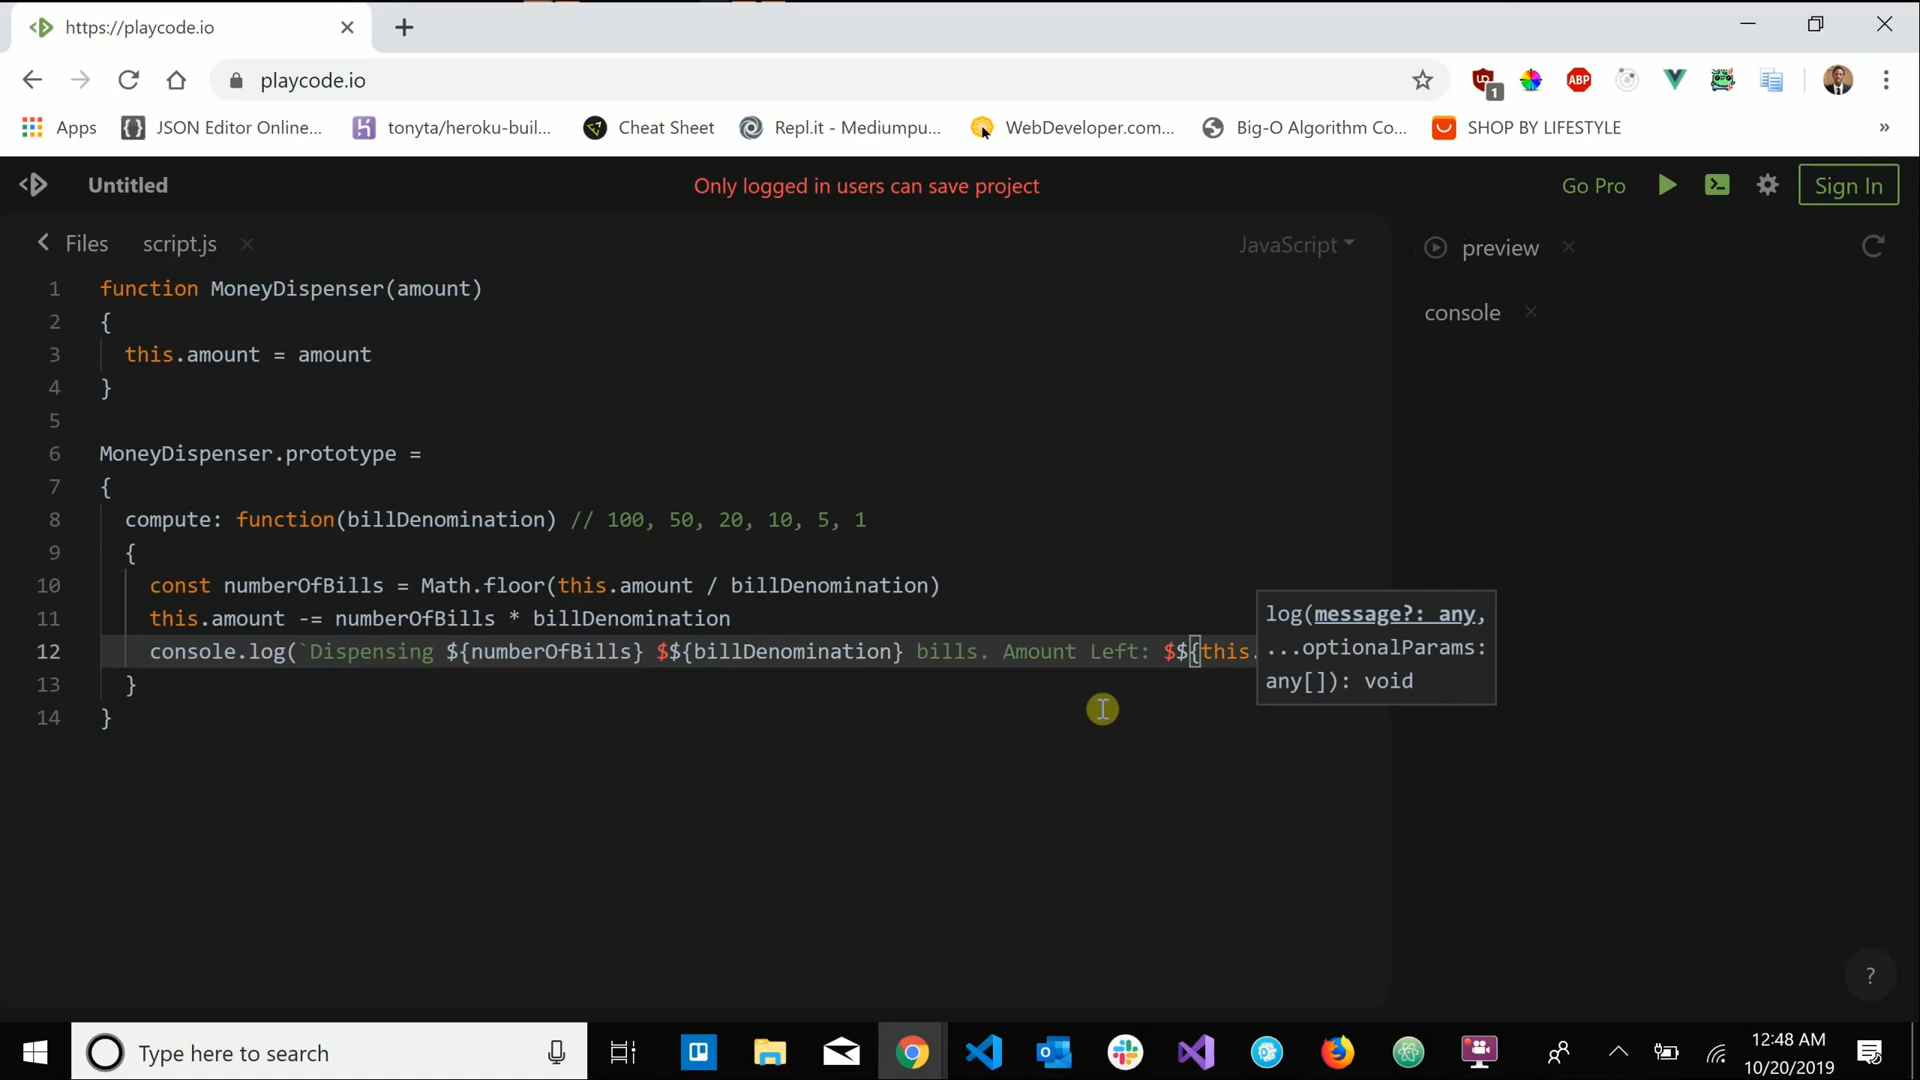 https://playcode.io
playcode.io
1
ABP
Apps
JSON Editor Online...
tonyta/heroku-buil...
Cheat Sheet
Repl.it - Mediumpu...
WebDeveloper.com...
Big-O Algorithm Co...
SHOP BY LIFESTYLE
»
Untitled
Only logged in users can save project
Go Pro
Sign In
Files
script.js
JavaScript
preview
console
1 function MoneyDispenser(amount)
2 {
3 this.amount = amount
4 }
5
6 MoneyDispenser.prototype =
7 {
8 compute: function(billDenomination) // 100, 50, 20, 10, 5, 1
9 {
10 const numberOfBills = Math.floor(this.amount / billDenomination)
11 this.amount -= numberOfBills * billDenomination
12 console.log(`Dispensing ${numberOfBills} $${billDenomination} bills. Amount Left: $${this.
13 }
14 }
log(message?: any,
...optionalParams:
any[]): void
?
Type here to search
12:48 AM
10/20/2019